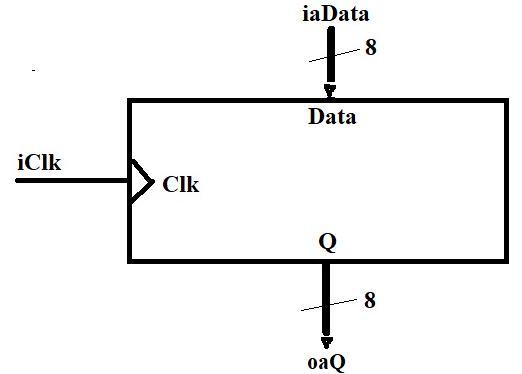 iaData
8
Data
iClk
Clk
Q
8
oaQ